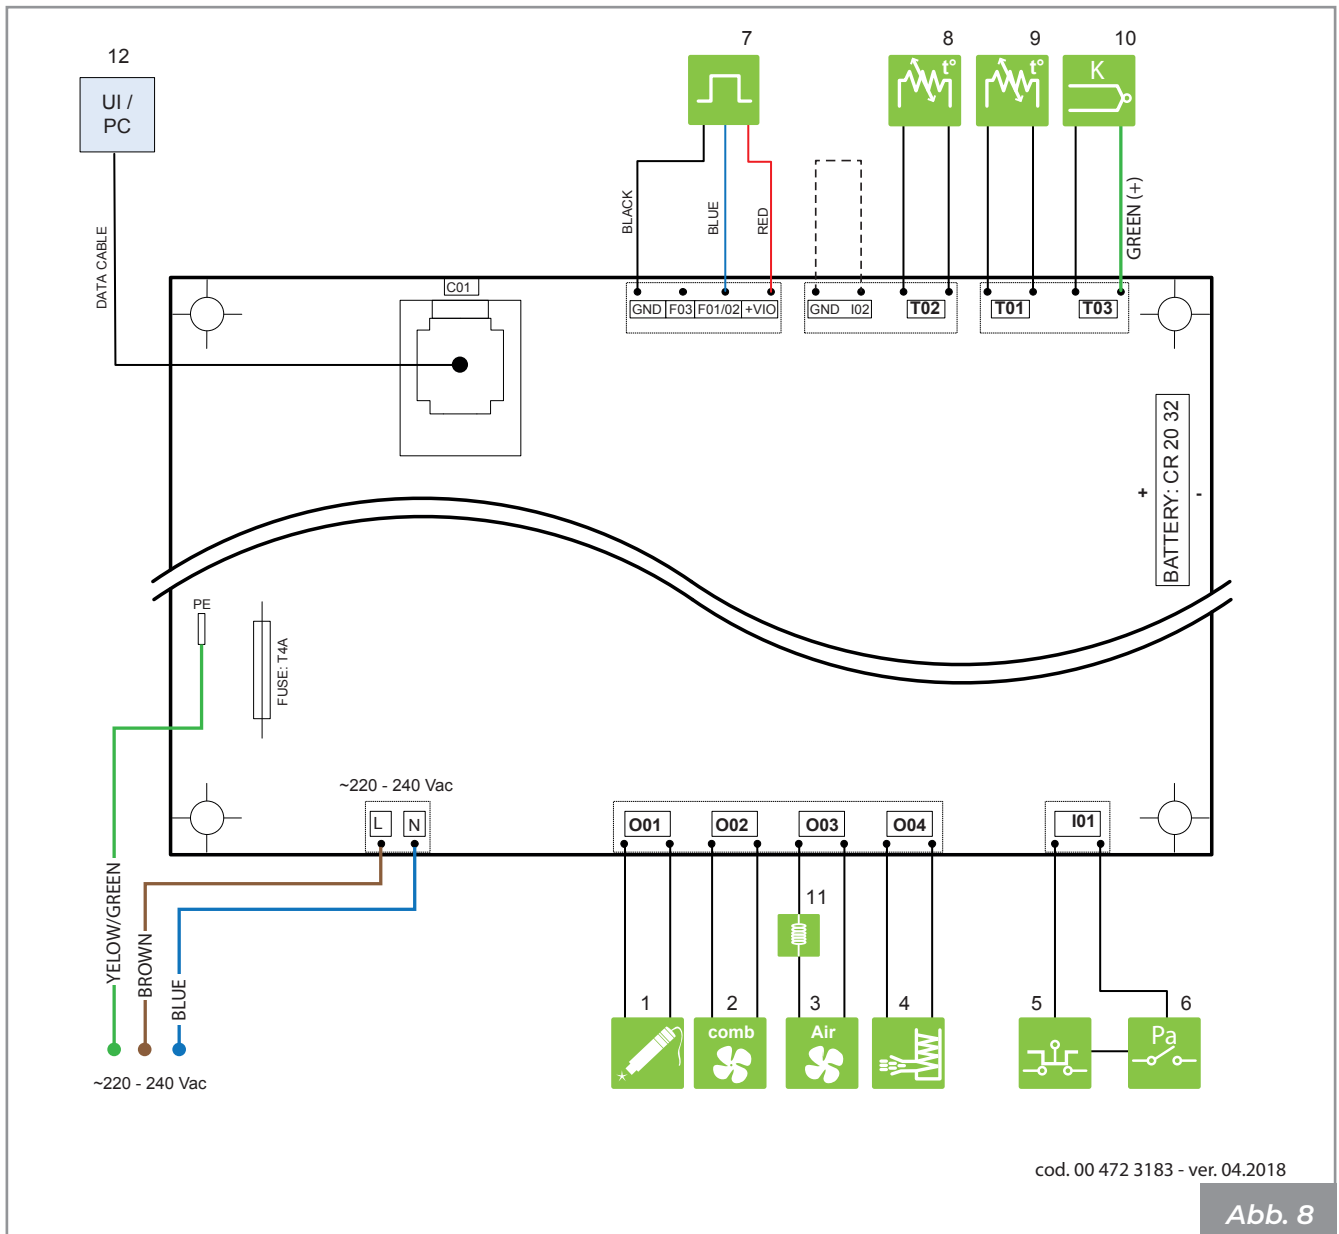 12
7
8
9
10
UI /
PC
t°
t°
K
DATA CABLE
BLACK
BLUE
RED
GREEN (+)
C01
GND F03 F01/02 +VIO
GND I02
T02
T01
T03
BATTERY: CR 20 32
+
-
PE
FUSE: T4A
~220 - 240 Vac
L
N
O01
O02
O03
O04
I01
YELOW/GREEN
BROWN
BLUE
~220 - 240 Vac
11
1
2
3
4
5
6
comb
Air
Pa
cod. 00 472 3183 - ver. 04.2018
Abb. 8